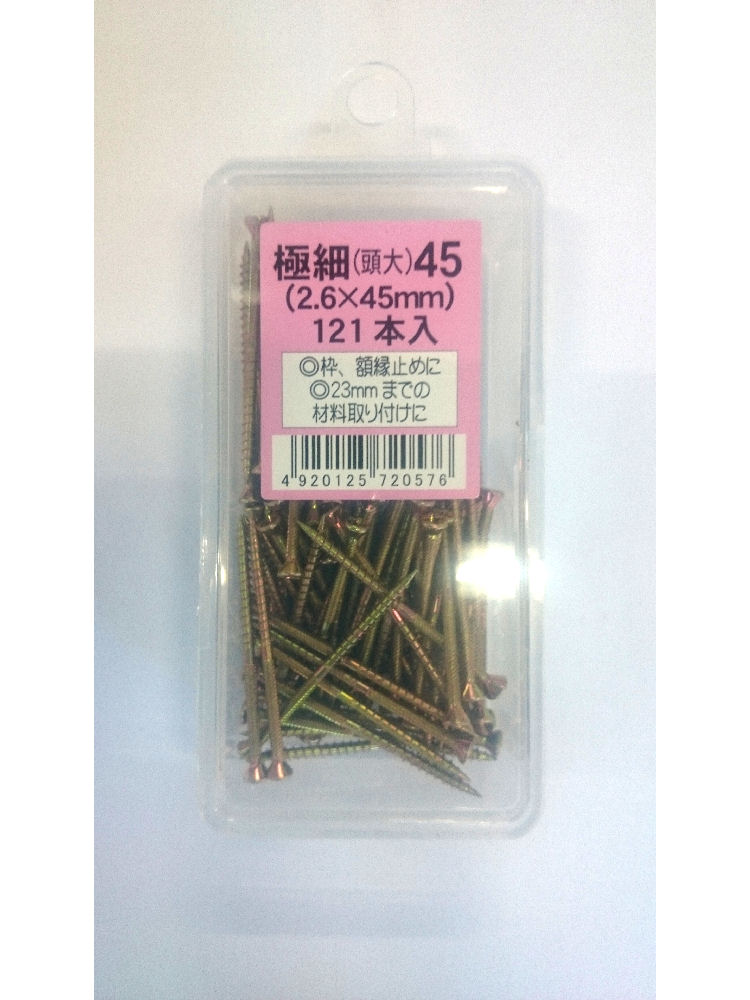 極細(頭大)45
(2.6×45mm)
121本入
◎枠、額縁止めに
◎23mmまでの
材料取り付けに
4 920125 720576